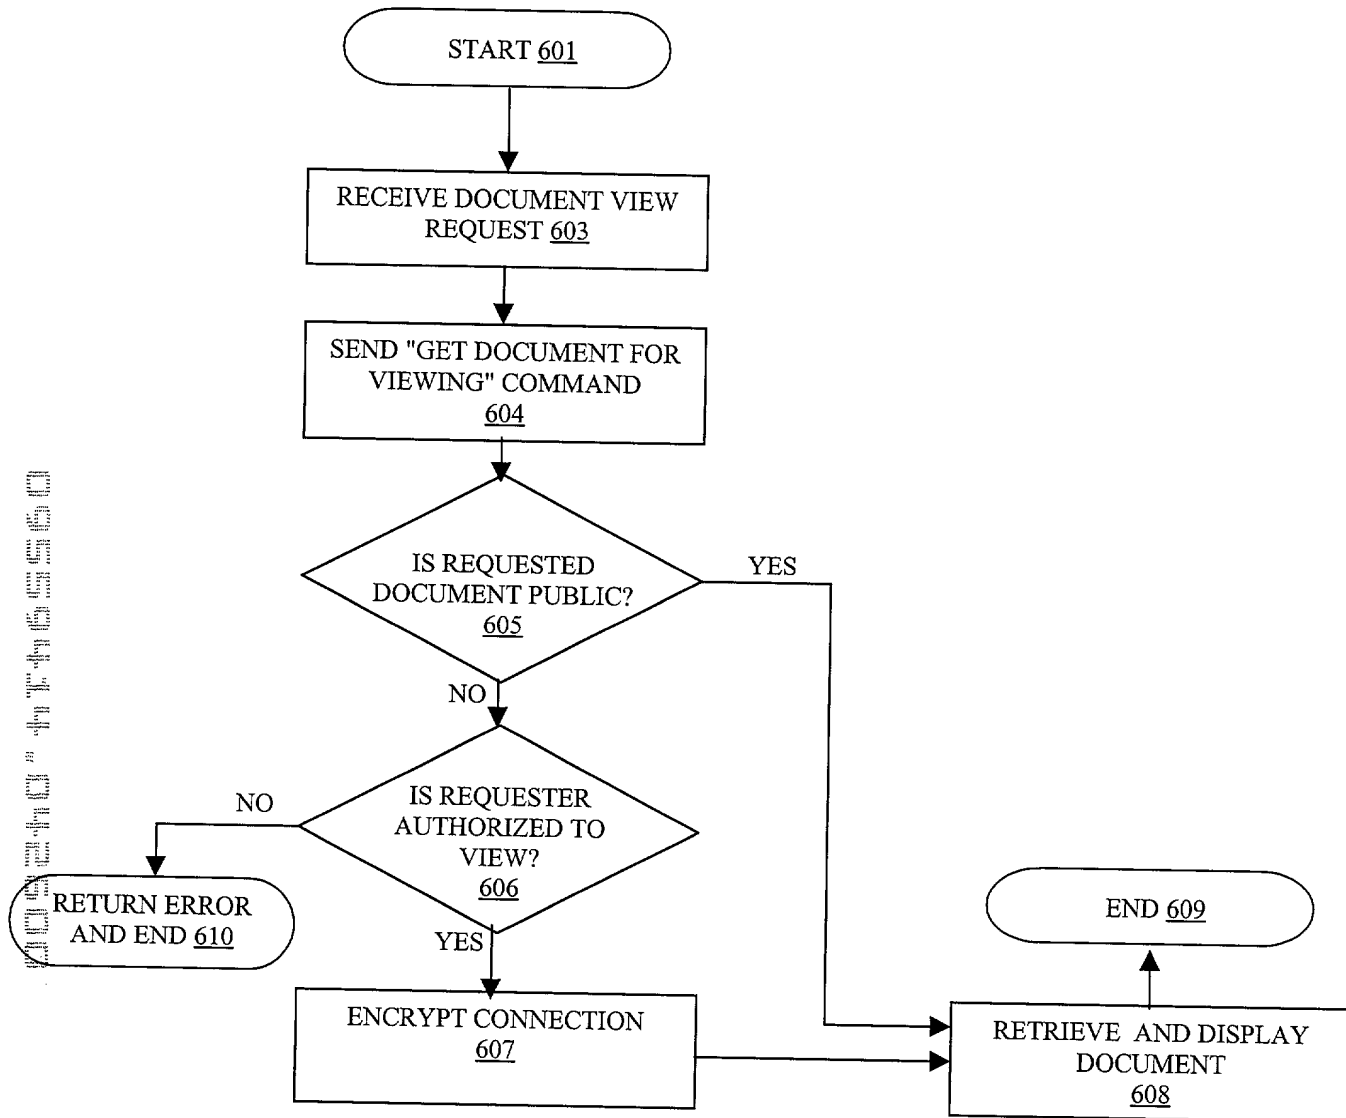 START 601
RECEIVE DOCUMENT VIEW
REQUEST 603
SEND "GET DOCUMENT FOR
VIEWING" COMMAND
604
IS REQUESTED
DOCUMENT PUBLIC?
605
YES
NO
IS REQUESTER
AUTHORIZED TO
VIEW?
606
NO
RETURN ERROR
AND END 610
YES
ENCRYPT CONNECTION
607
END 609
RETRIEVE AND DISPLAY
DOCUMENT
608